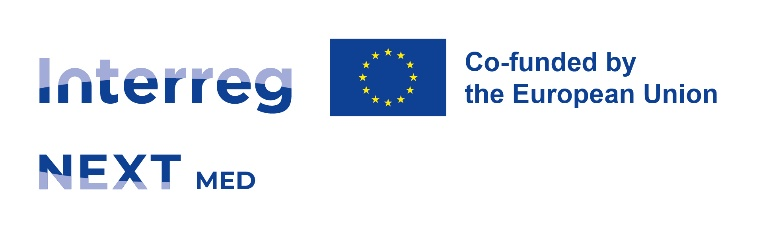 Interreg
Co-funded by
the European Union
NEXT MED